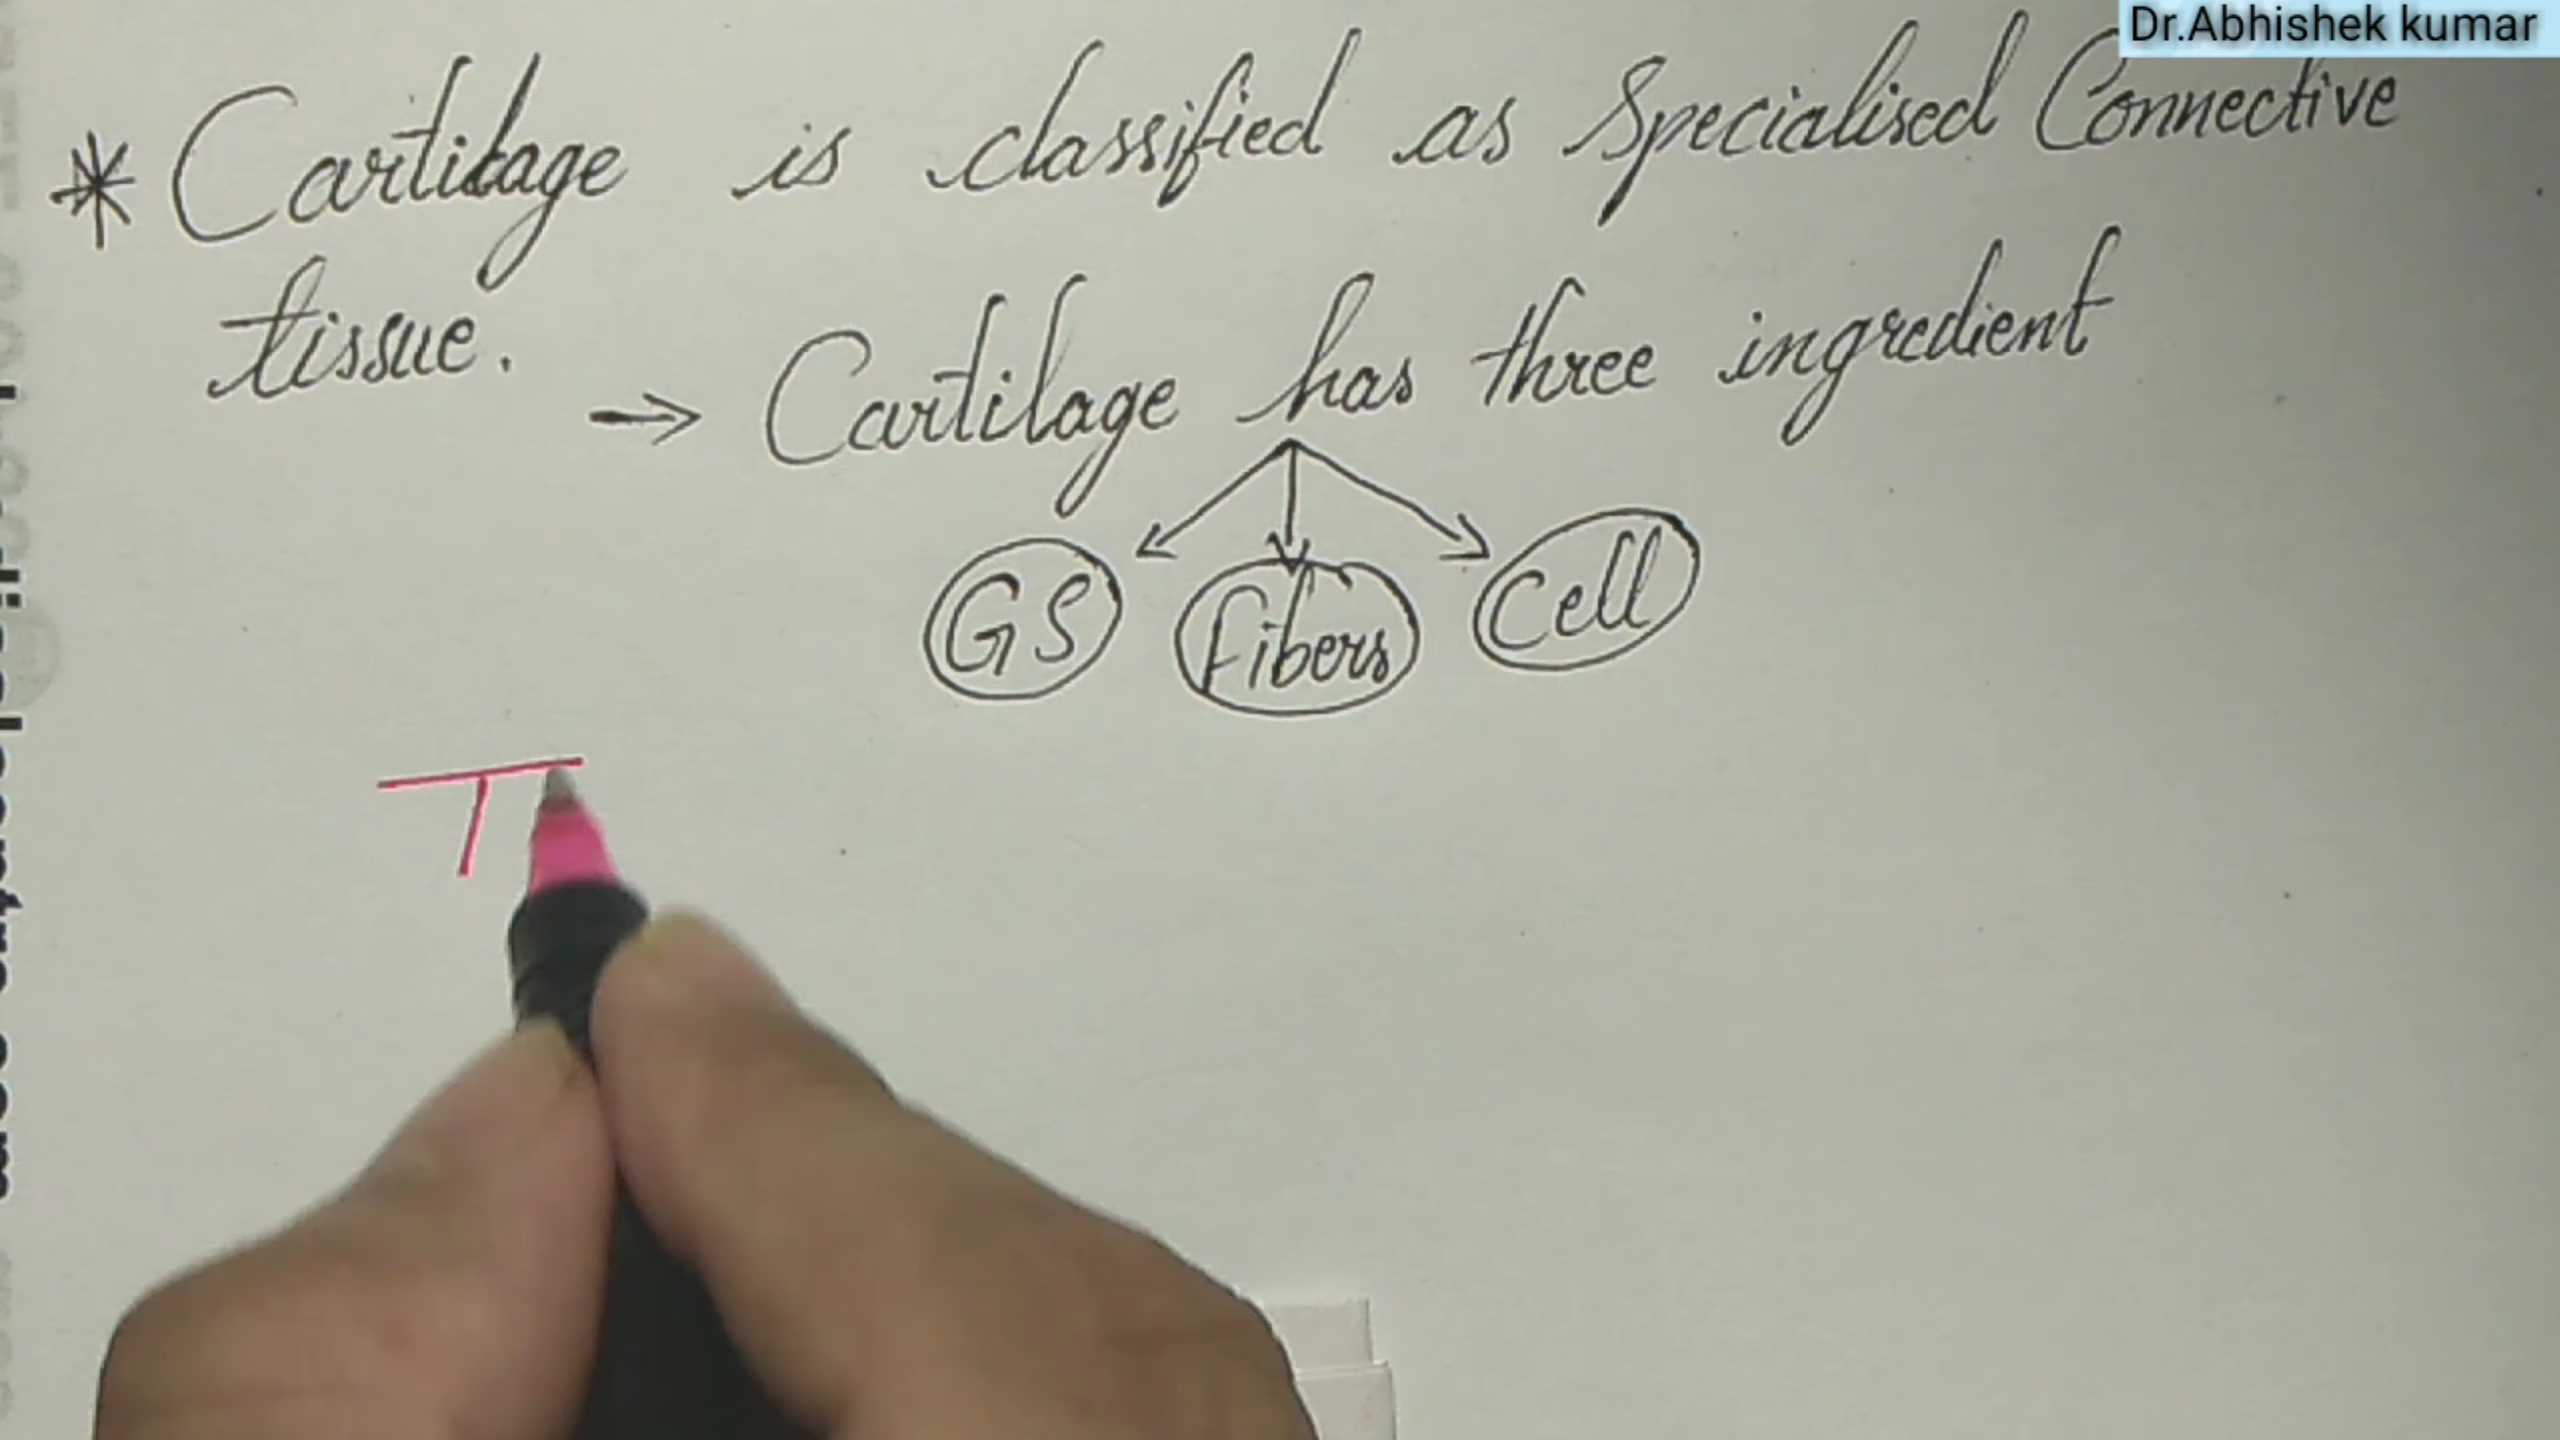 Dr.Abhishek kumar
* Cartilage is classified as Specialised Connective
tissue.
→ Cartilage has three ingredient
GS Fibers Cell
T